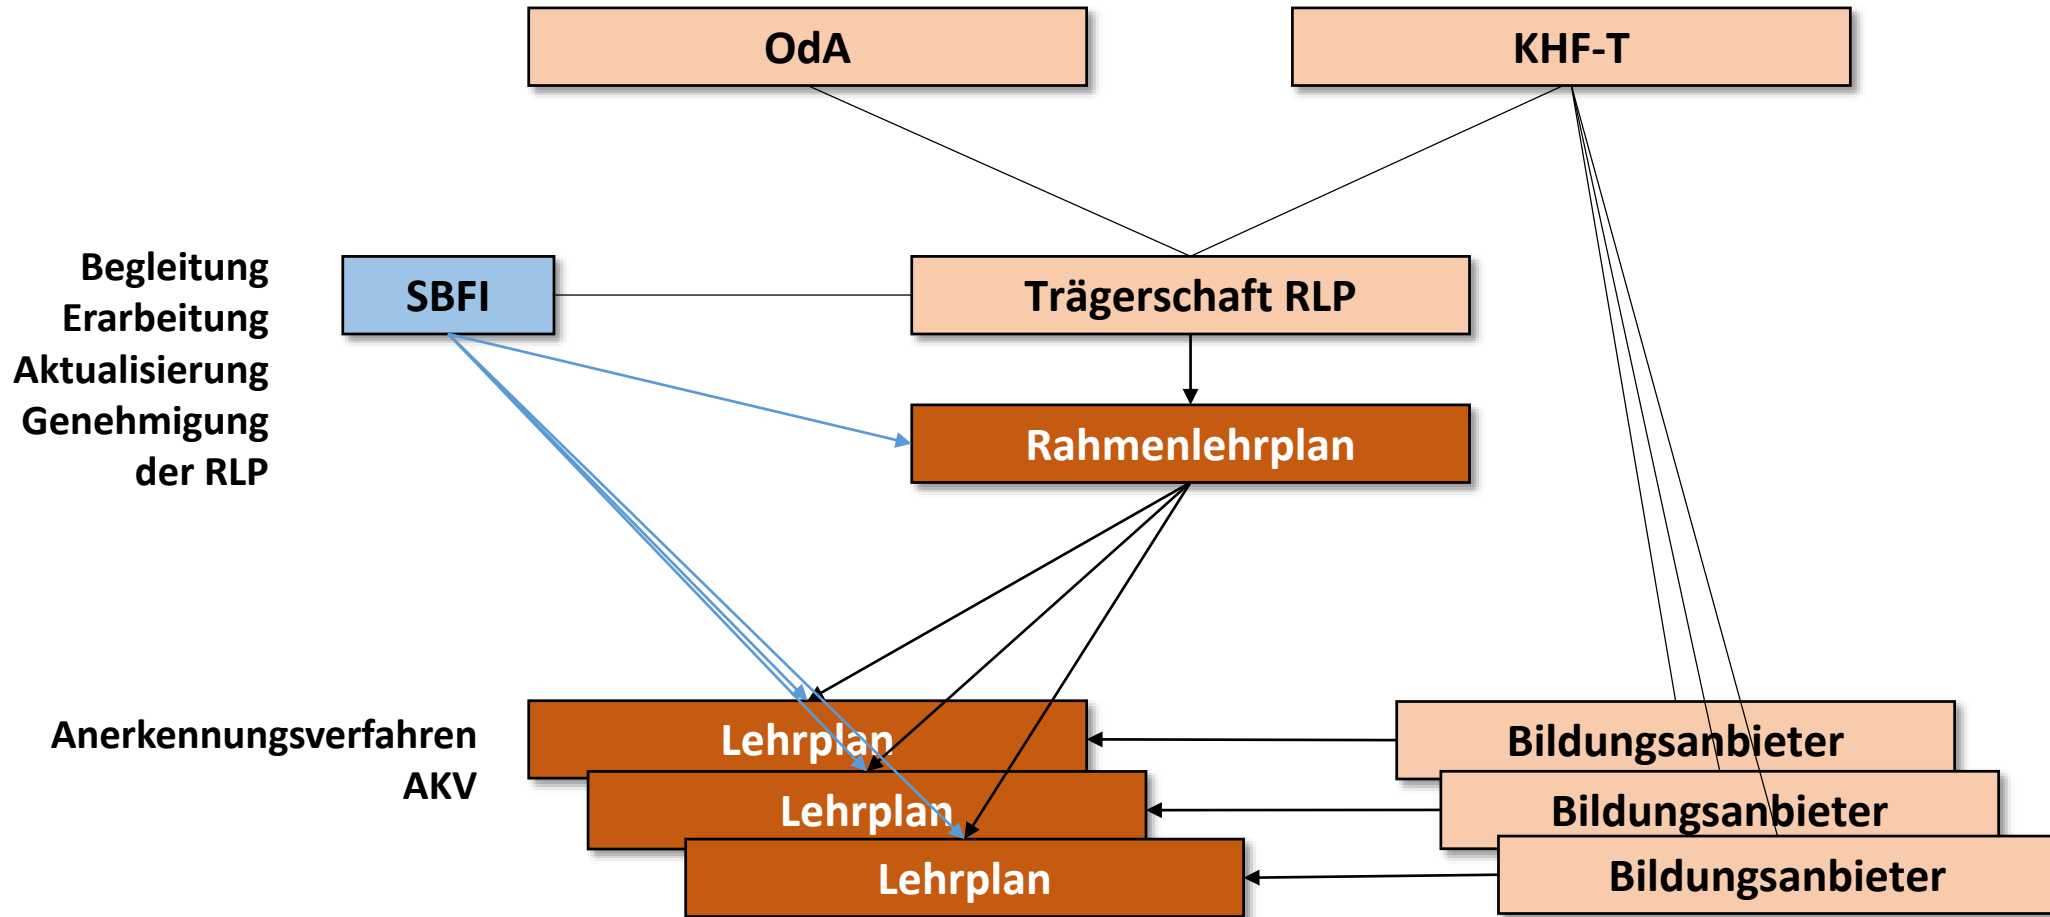 OdA
KHF-T
Begleitung
Erarbeitung
Aktualisierung
Genehmigung
der RLP
SBFI
Trägerschaft RLP
Rahmenlehrplan
Anerkennungsverfahren
AKV
Lehrplan
Lehrplan
Lehrplan
Bildungsanbieter
Bildungsanbieter
Bildungsanbieter